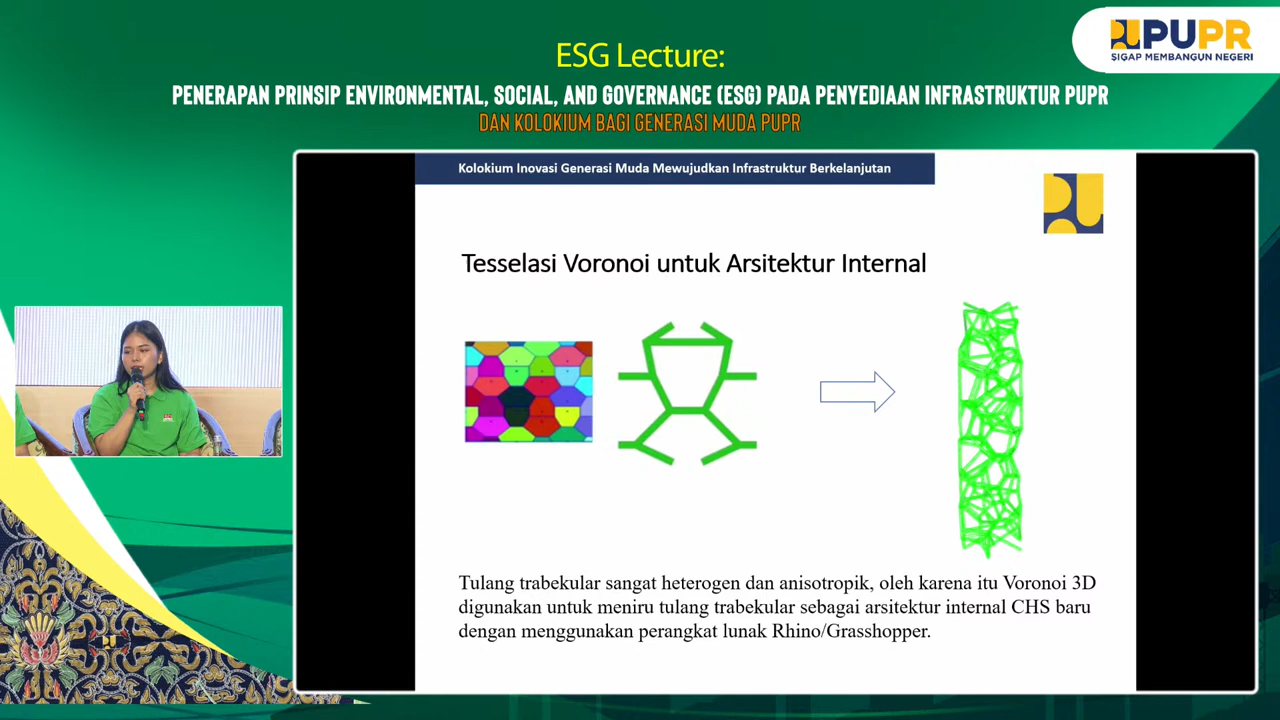 PUPR
SIGAP MEMBANGUN NEGERI
ESG Lecture:
PENERAPAN PRINSIP ENVIRONMENTAL, SOCIAL, AND GOVERNANCE (ESG) PADA PENYEDIAAN INFRASTRUKTUR PUPR
DAN KOLOKIUM BAGI GENERASI MUDA PUPR
Kolokium Inovasi Generasi Muda Mewujudkan Infrastruktur Berkelanjutan
Tesselasi Voronoi untuk Arsitektur Internal
Tulang trabekular sangat heterogen dan anisotropik, oleh karena itu Voronoi 3D
digunakan untuk meniru tulang trabekular sebagai arsitektur internal CHS baru
dengan menggunakan perangkat lunak Rhino/Grasshopper.